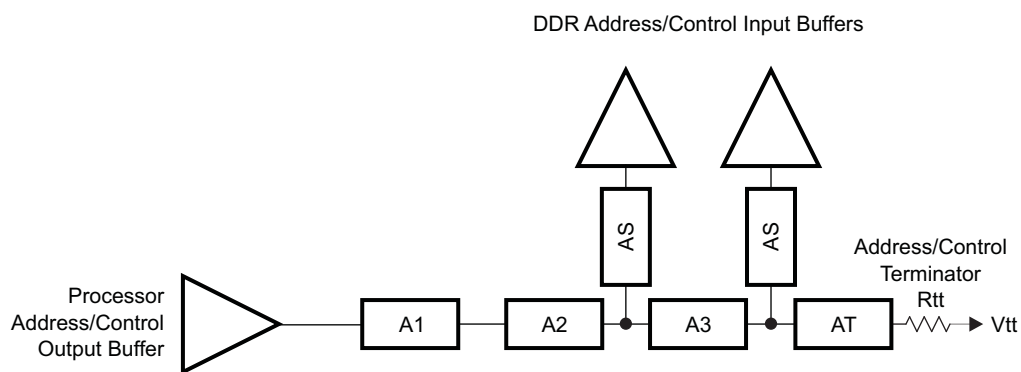 DDR Address/Control Input Buffers
AS
AS
Address/Control
Terminator
Rtt
Processor
Address/Control
Output Buffer
A1
A2
A3
AT
Vtt